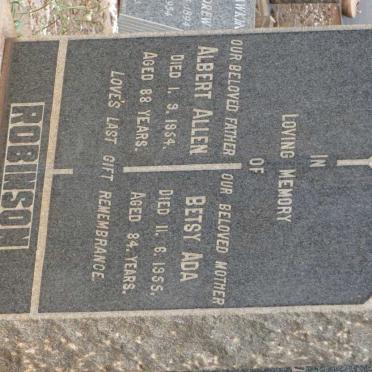 IN
LOVING MEMORY
OF
OUR BELOVED FATHER
ALBERT ALLEN
DIED 1. 9. 1954.
AGED 88 YEARS.
OUR BELOVED MOTHER
BETSY ADA
DIED 11. 6. 1955.
AGED 84. YEARS.
LOVE'S LAST GIFT REMEMBRANCE.
ROBINSON